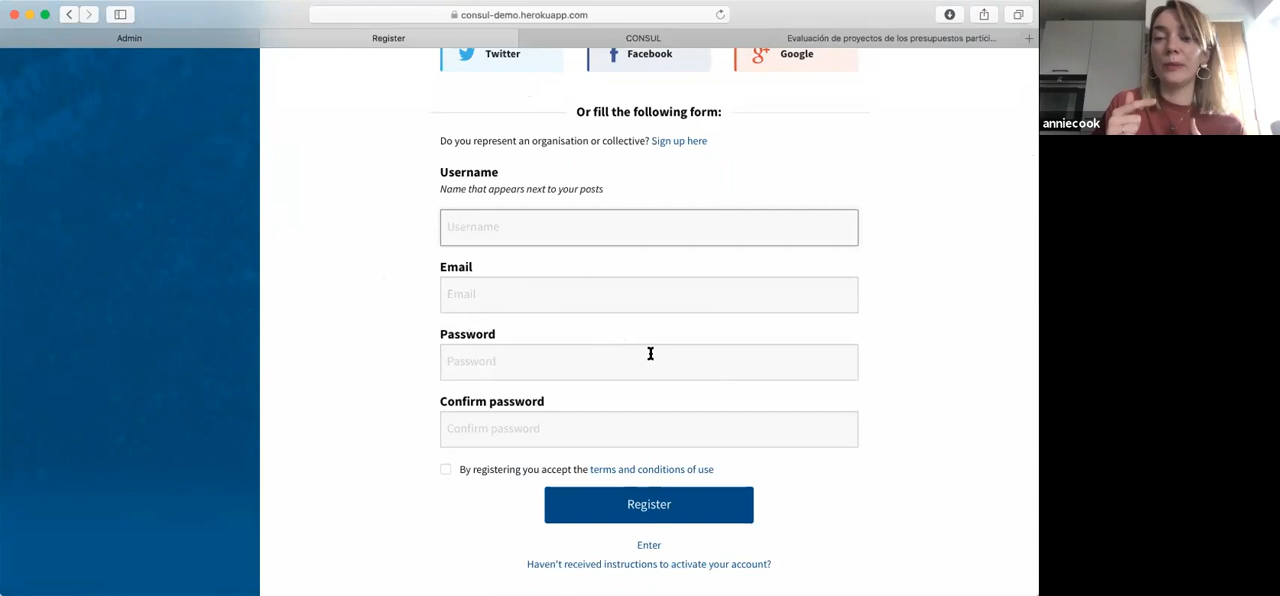 consul-demo.herokuapp.com
Admin
Register
CONSUL
Evaluación de proyectos de los presupuestos partici...
Twitter
Facebook
Google
Or fill the following form:
Do you represent an organisation or collective? Sign up here
Username
Name that appears next to your posts
Username
Email
Email
Password
Password
Confirm password
Confirm password
By registering you accept the terms and conditions of use
Register
Enter
Haven't received instructions to activate your account?
anniecook